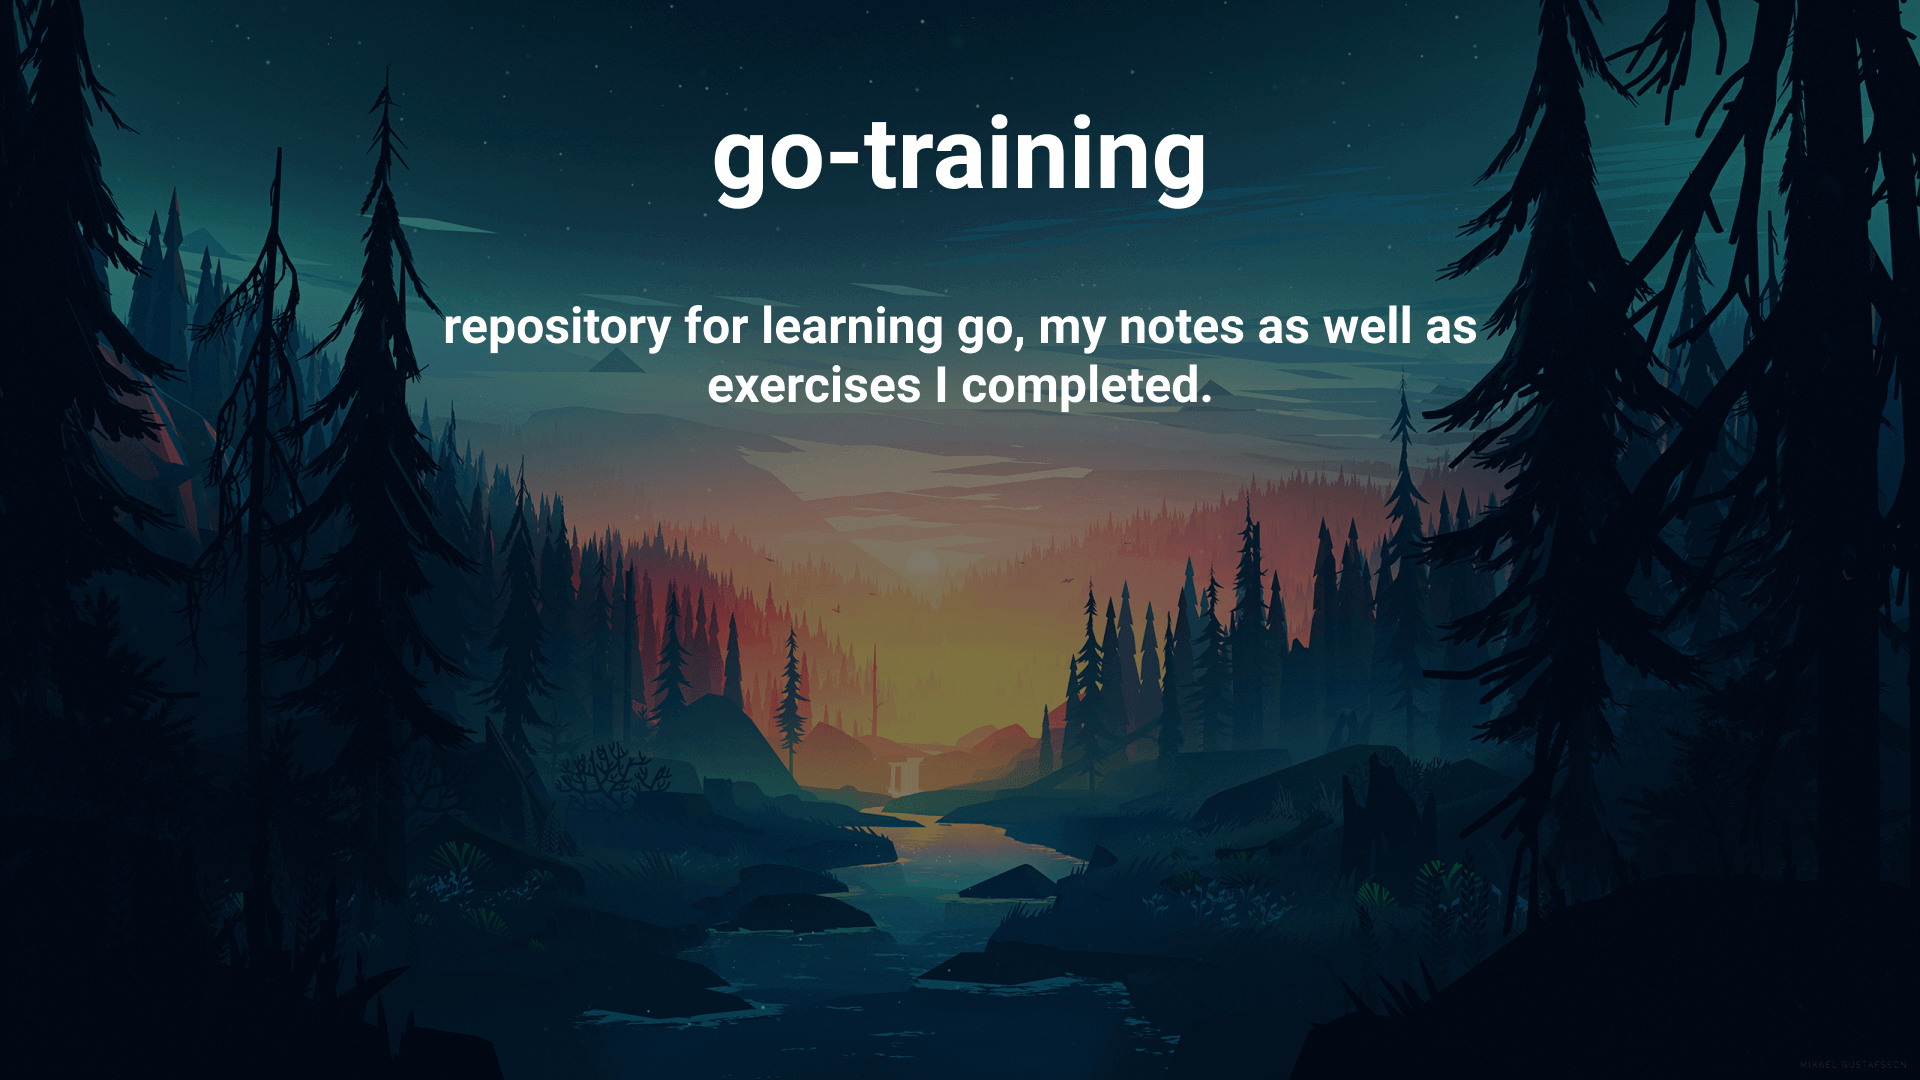 go-training
repository for learning go, my notes as well as
exercises I completed.
MIKAEL GUSTAFSSON